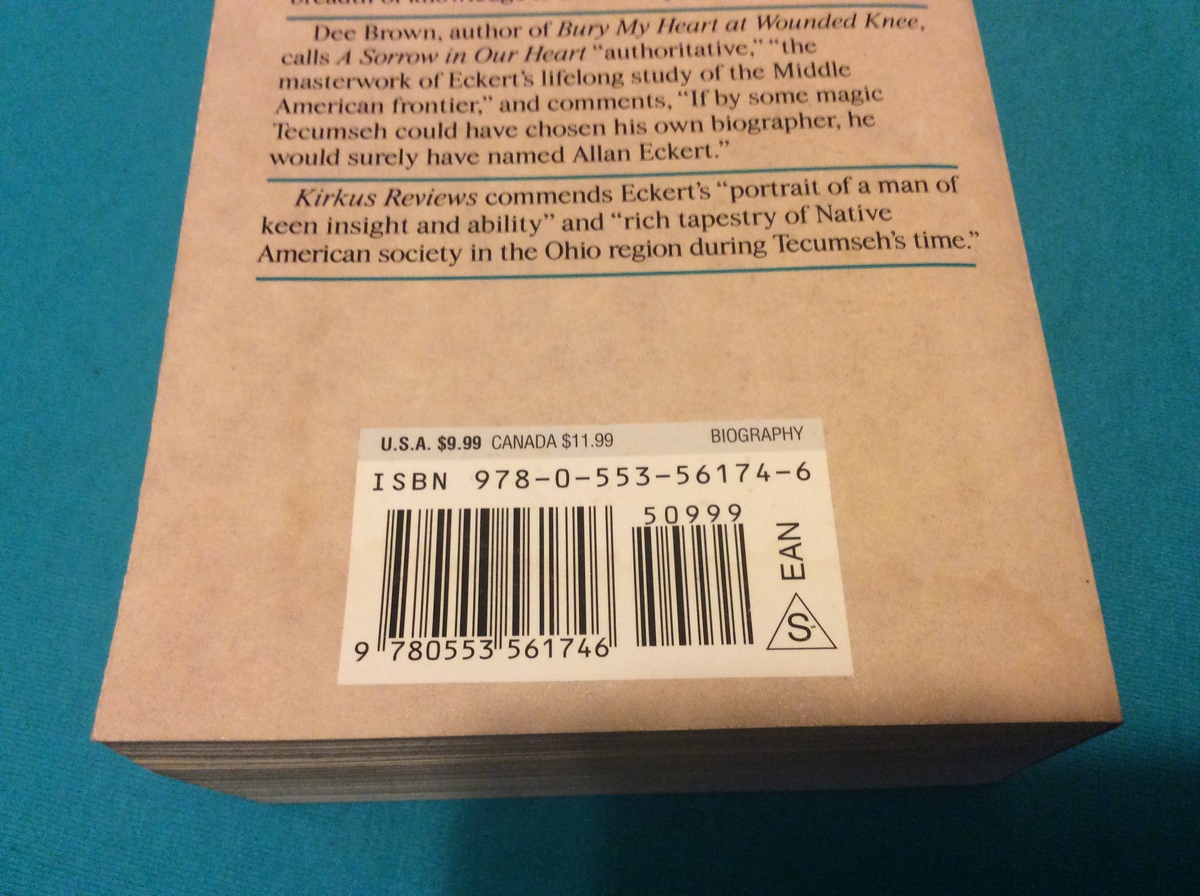 Dee Brown, author of Bury My Heart at Wounded Knee,
calls A Sorrow in Our Heart “authoritative,” “the
masterwork of Eckert’s lifelong study of the Middle
American frontier,” and comments, “If by some magic
Tecumseh could have chosen his own biographer, he
would surely have named Allan Eckert.”
Kirkus Reviews commends Eckert’s “portrait of a man of
keen insight and ability” and “rich tapestry of Native
American society in the Ohio region during Tecumseh’s time.”
U.S.A. $9.99 CANADA $11.99 BIOGRAPHY
ISBN 978-0-553-56174-6
50999
EAN
S-
9 780553 561746